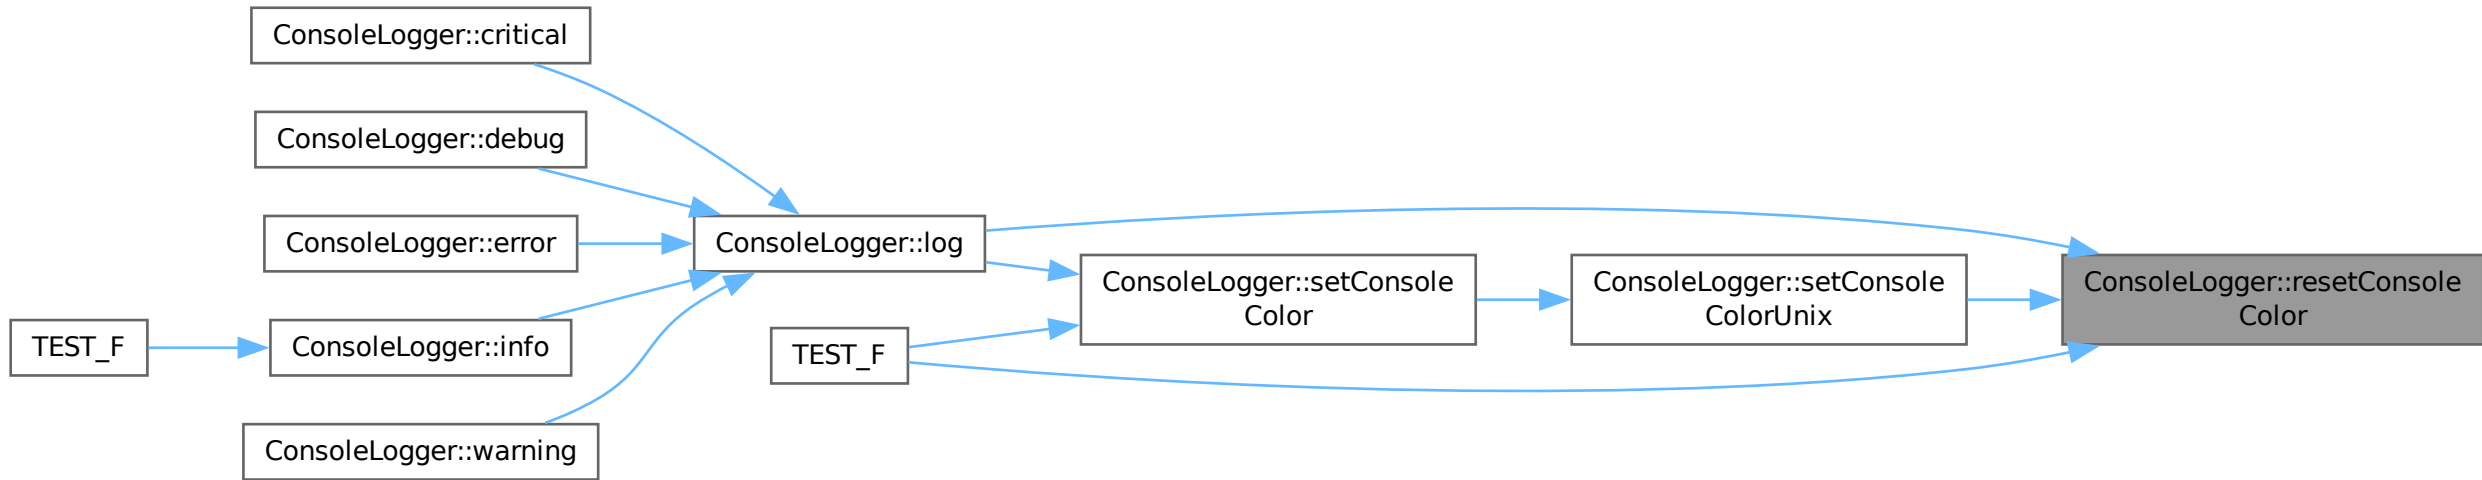 ConsoleLogger::critical
ConsoleLogger::debug
ConsoleLogger::error
ConsoleLogger::log
ConsoleLogger::setConsole
Color
ConsoleLogger::setConsole
ColorUnix
ConsoleLogger::resetConsole
Color
TEST_F
ConsoleLogger::info
TEST_F
ConsoleLogger::warning